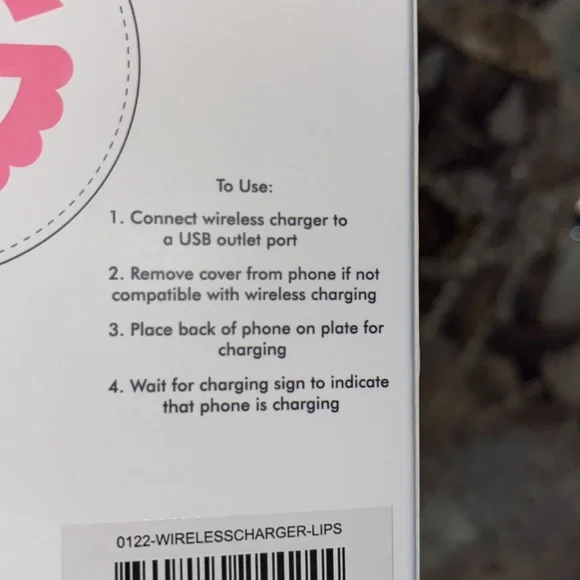 To Use:
1. Connect wireless charger to
a USB outlet port
2. Remove cover from phone if not
compatible with wireless charging
3. Place back of phone on plate for
charging
4. Wait for charging sign to indicate
that phone is charging
0122-WIRELESSCHARGER-LIPS